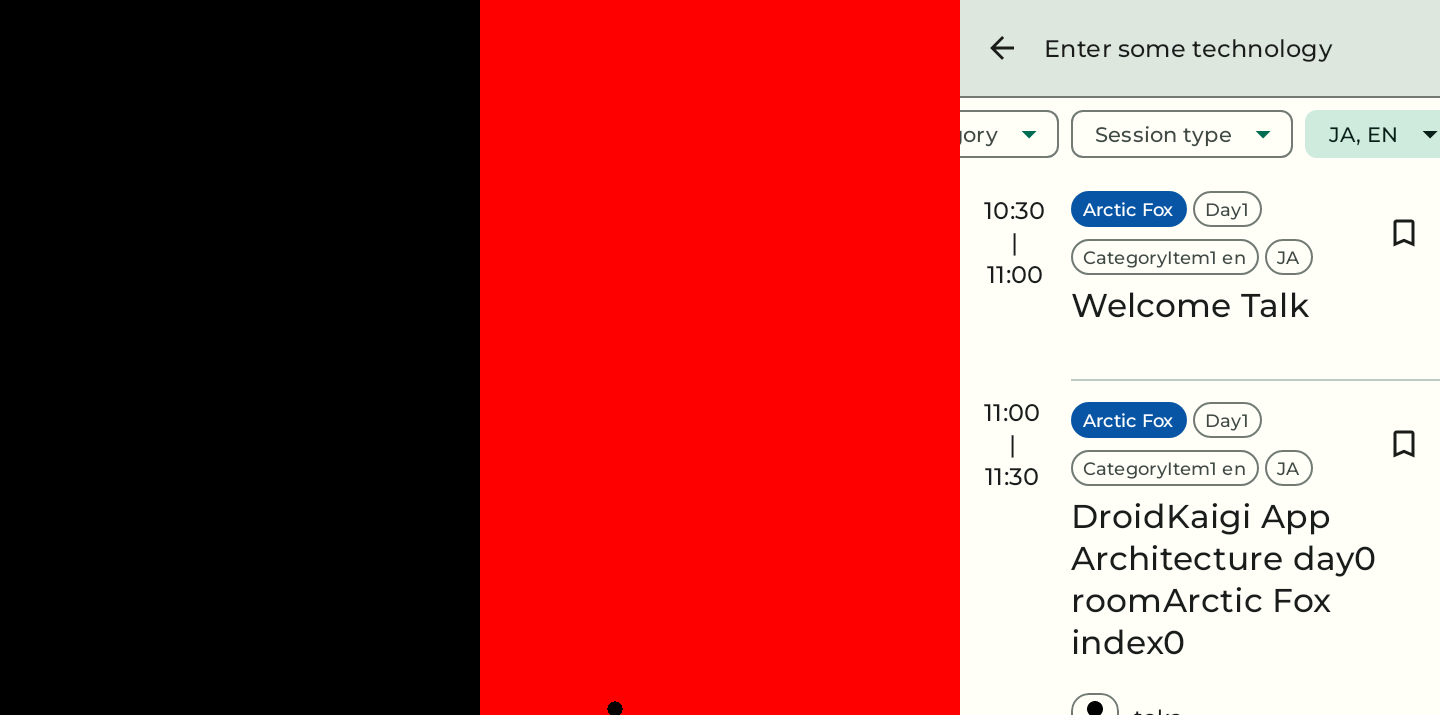 Enter some technology
gory
Session type
JA, EN
10:30
|
11:00
Arctic Fox
Day1
CategoryItem1 en
JA
Welcome Talk
11:00
|
11:30
Arctic Fox
Day1
CategoryItem1 en
JA
DroidKaigi App
Architecture day0
roomArctic Fox
index0